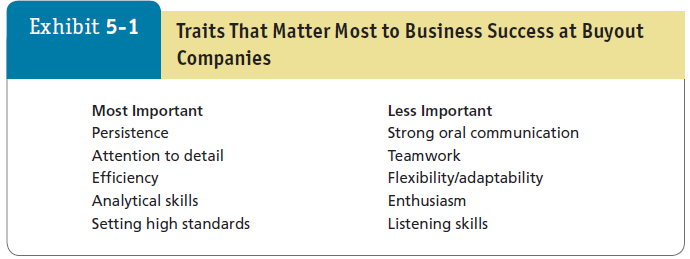 Exhibit 5-1
Traits That Matter Most to Business Success at Buyout
Companies
Most Important
Persistence
Attention to detail
Efficiency
Analytical skills
Setting high standards
Less Important
Strong oral communication
Teamwork
Flexibility/adaptability
Enthusiasm
Listening skills